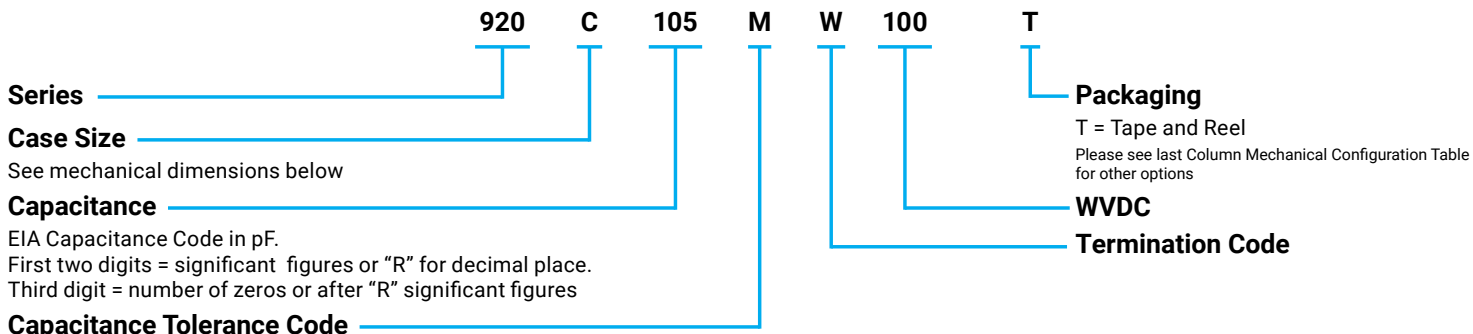 920 C 105 M W 100 T
Series
Case Size
See mechanical dimensions below
Capacitance
EIA Capacitance Code in pF.
First two digits = significant figures or “R” for decimal place.
Third digit = number of zeros or after “R” significant figures
Capacitance Tolerance Code
Packaging
T = Tape and Reel
Please see last Column Mechanical Configuration Table
for other options
WVDC
Termination Code